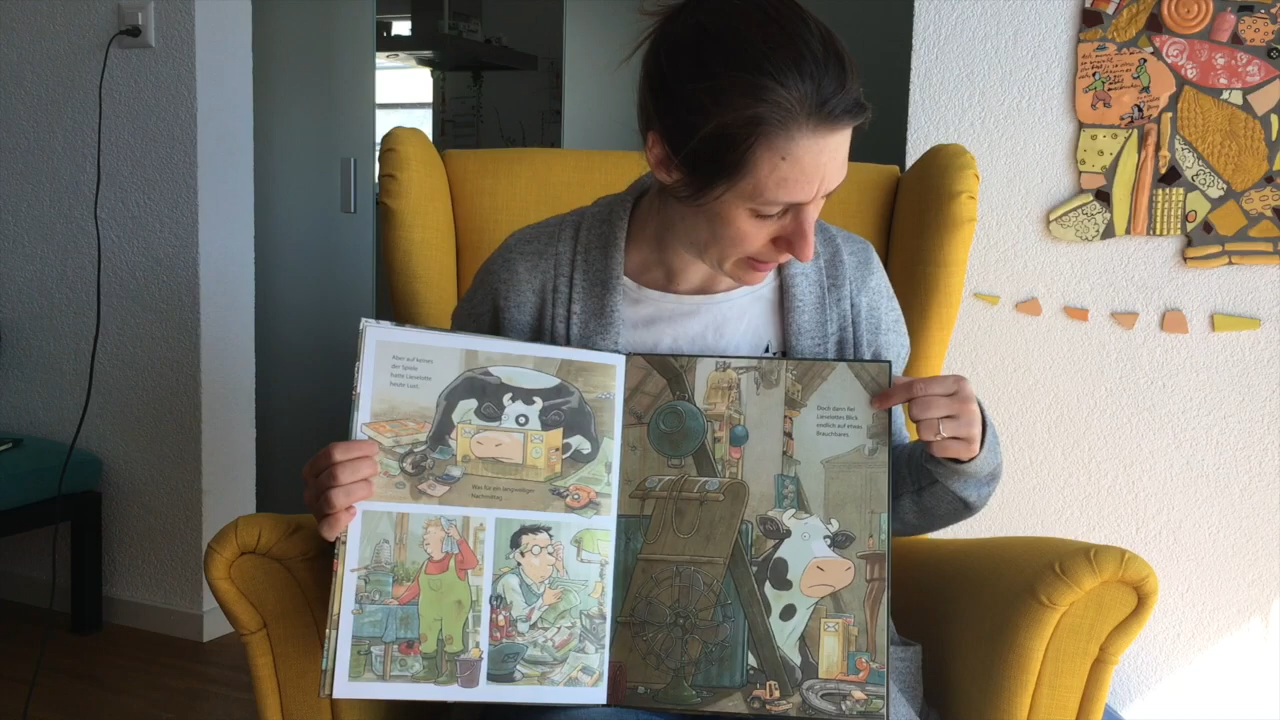 Aber auf keines
der Spiele
hatte Lieselotte
heute Lust.
Was für ein langweiliger
Nachmittag ...
Doch dann fiel
Lieselottes Blick
endlich auf etwas
Brauchbares.